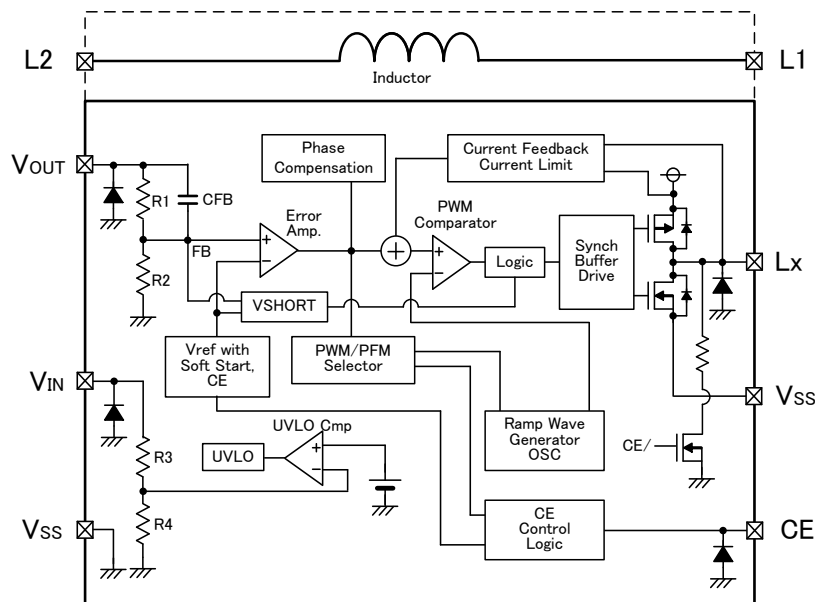 L2
Inductor
L1
VOUT
Phase
Compensation
Current Feedback
Current Limit
R1
CFB
Error
Amp.
PWM
Comparator
FB
+
−
+
+
−
Logic
Synch
Buffer
Drive
Lx
R2
VSHORT
Vref with
Soft Start,
CE
PWM/PFM
Selector
VIN
VSS
UVLO Cmp
Ramp Wave
Generator
OSC
R3
UVLO
+
−
CE/
R4
VSS
CE
Control
Logic
CE